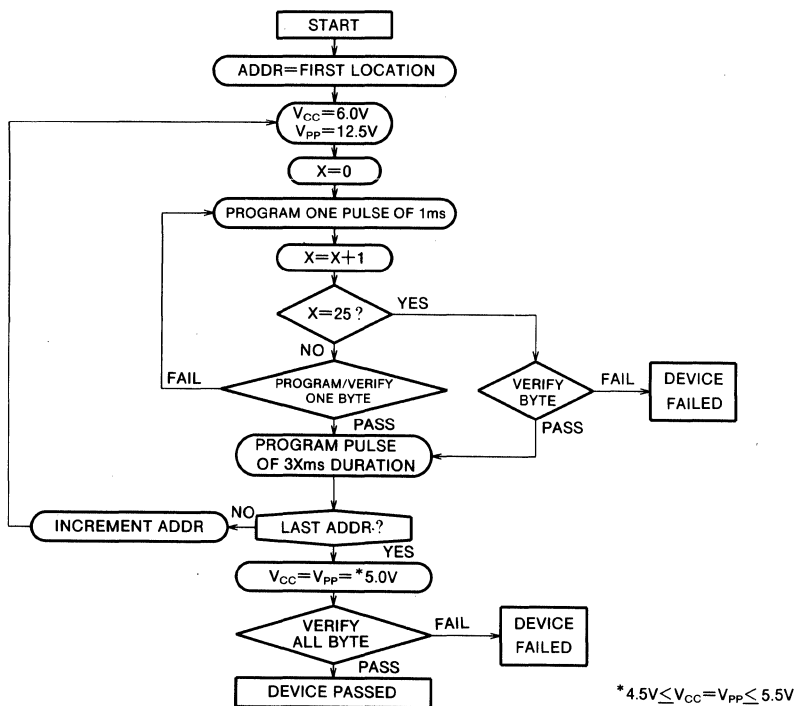 START
ADDR=FIRST LOCATION
VCC=6.0V
VPP=12.5V
X=0
PROGRAM ONE PULSE OF 1ms
X=X+1
X=25?
YES
NO
FAIL
PROGRAM/VERIFY
ONE BYTE
PASS
VERIFY
BYTE
FAIL
PASS
DEVICE
FAILED
PROGRAM PULSE
OF 3Xms DURATION
INCREMENT ADDR
NO
LAST ADDR.?
YES
VCC=VPP=*5.0V
VERIFY
ALL BYTE
FAIL
DEVICE
FAILED
PASS
DEVICE PASSED
*4.5V≤VCC=VPP≤5.5V